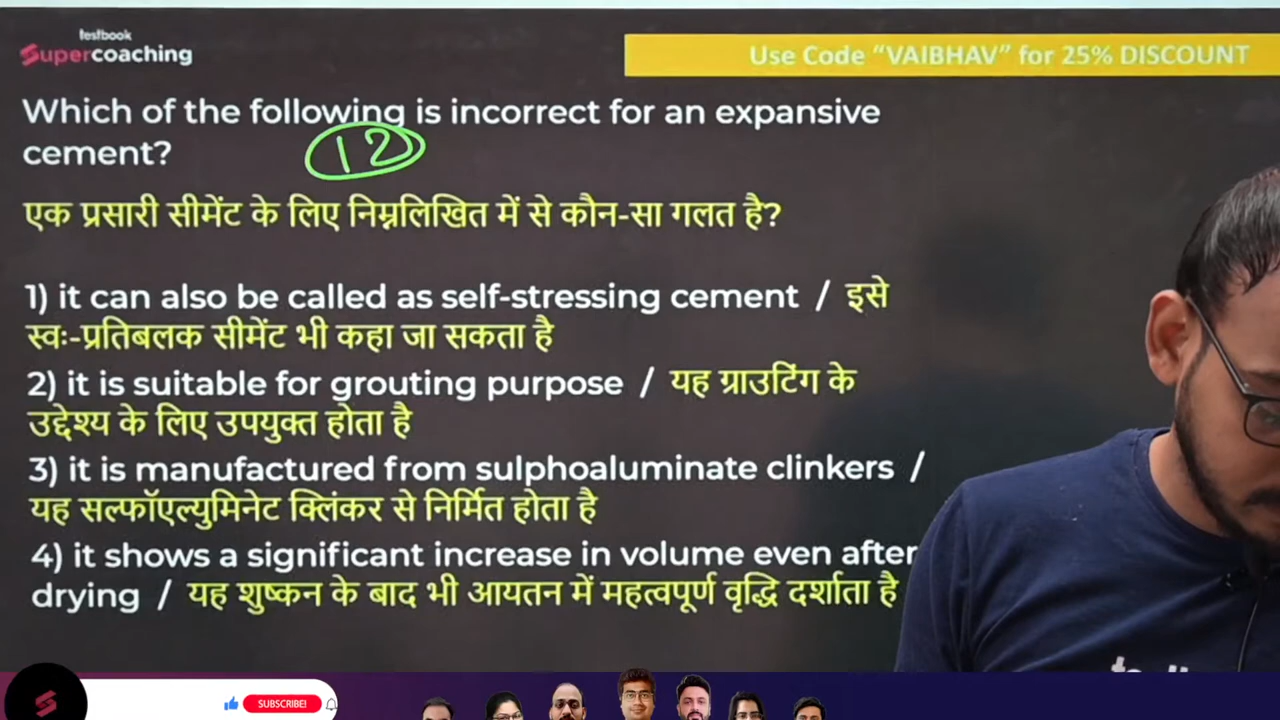 testbook
Supercoaching
Use Code “VAIBHAV” for 25% DISCOUNT
Which of the following is incorrect for an expansive
cement?
12
एक प्रसारी सीमेंट के लिए निम्नलिखित में से कौन-सा गलत है?
1) it can also be called as self-stressing cement / इसे
स्वः-प्रतिबलक सीमेंट भी कहा जा सकता है
2) it is suitable for grouting purpose / यह ग्राउटिंग के
उद्देश्य के लिए उपयुक्त होता है
3) it is manufactured from sulphoaluminate clinkers /
यह सल्फॉएल्युमिनेट क्लिंकर से निर्मित होता है
4) it shows a significant increase in volume even after
drying / यह शुष्कन के बाद भी आयतन में महत्वपूर्ण वृद्धि दर्शाता है
SUBSCRIBE!